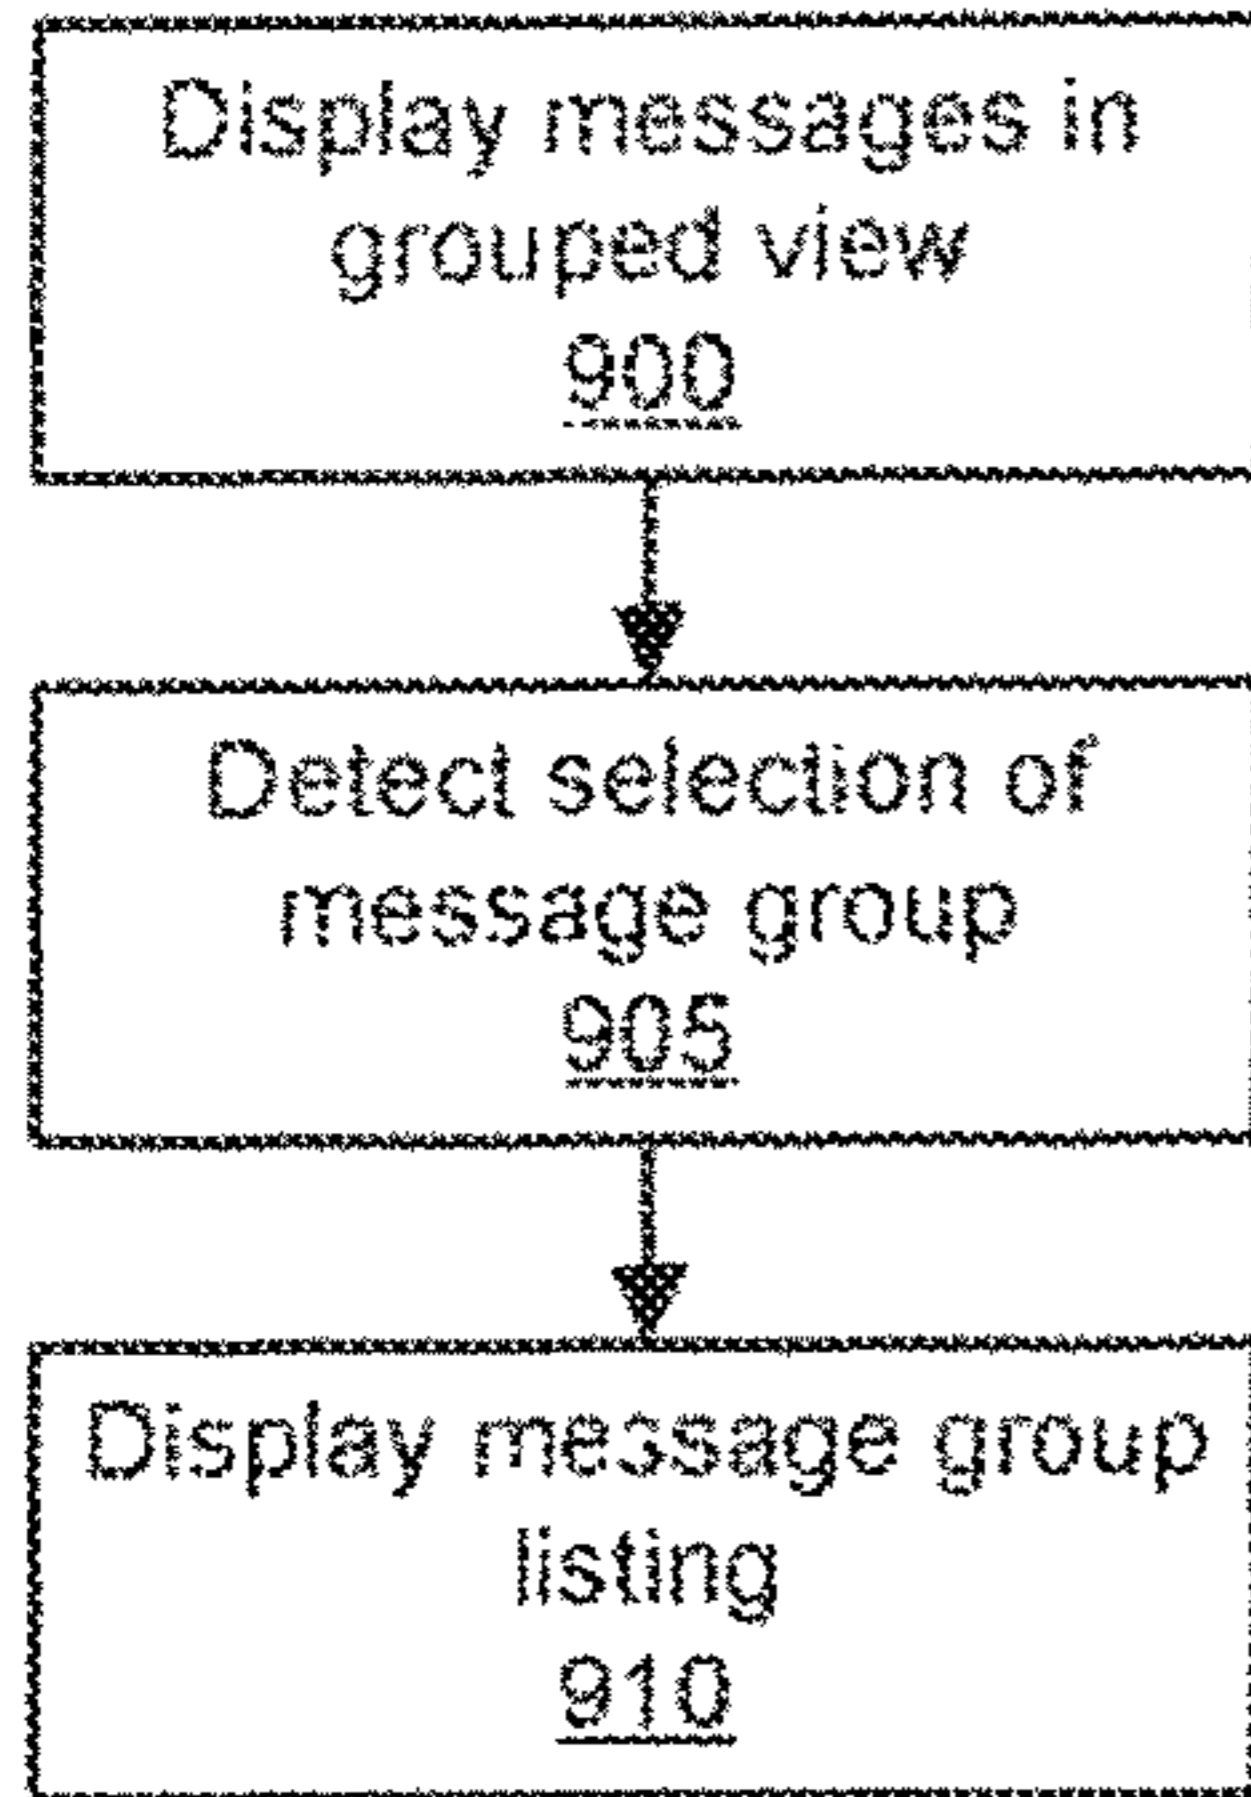 Display messages in
grouped view
900
Detect selection of
message group
905
Display message group
listing
910